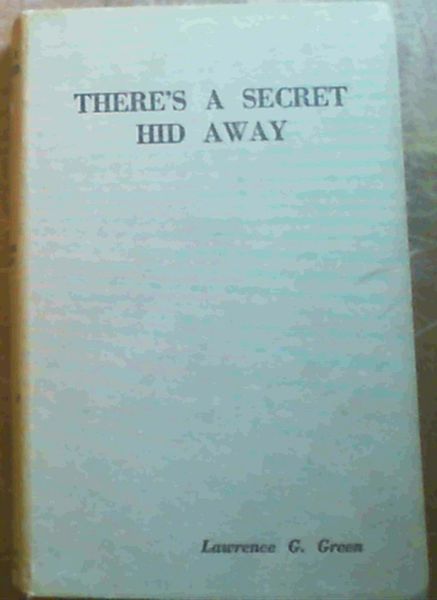 THERE'S A SECRET
HID AWAY
Lawrence G. Green